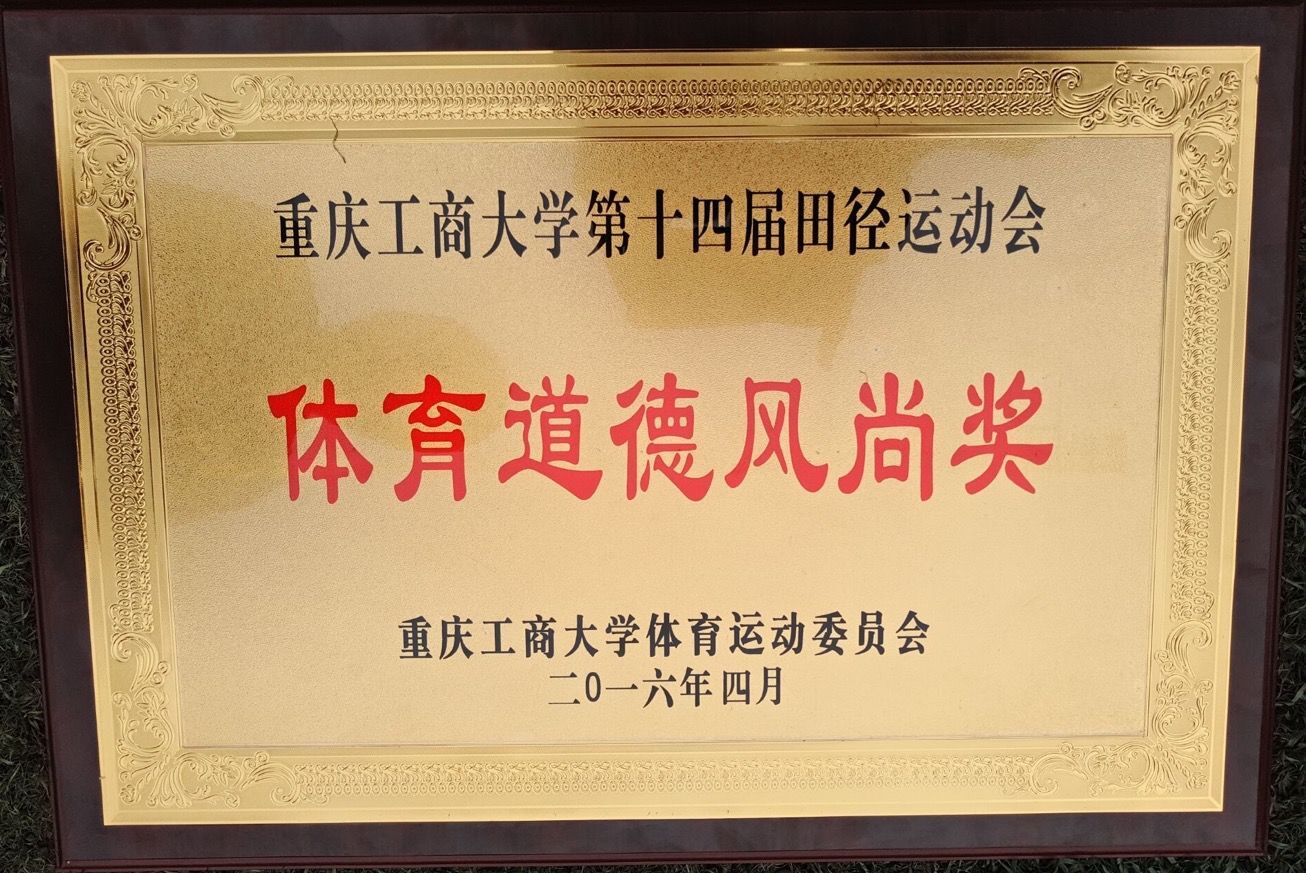 重庆工商大学第十四届田径运动会
体育道德风尚奖
重庆工商大学体育运动委员会
二0一六年四月